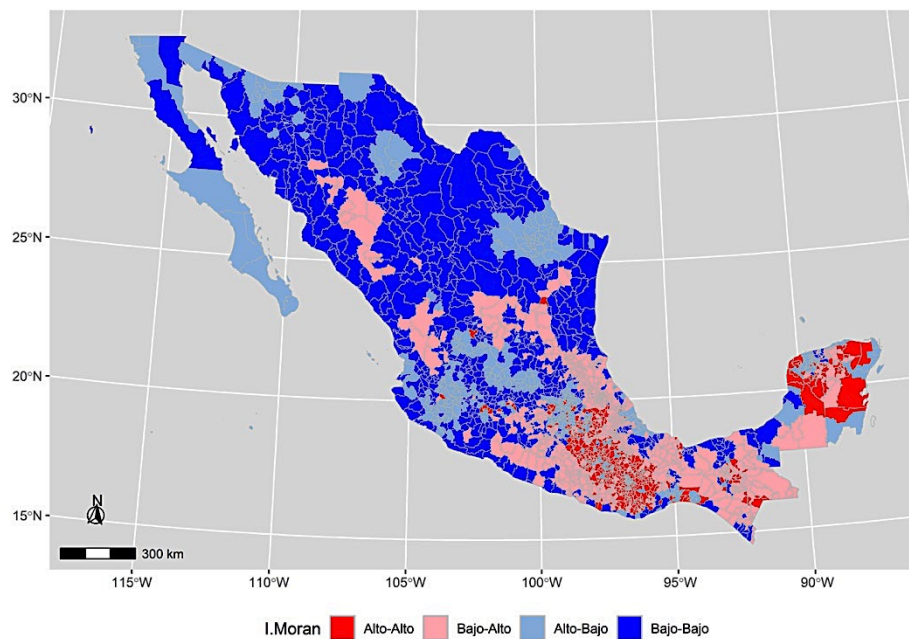 30°N
25°N
20°N
15°N
N
300 km
115°W 110°W 105°W 100°W 95°W 90°W
I.Moran Alto-Alto Bajo-Alto Alto-Bajo Bajo-Bajo